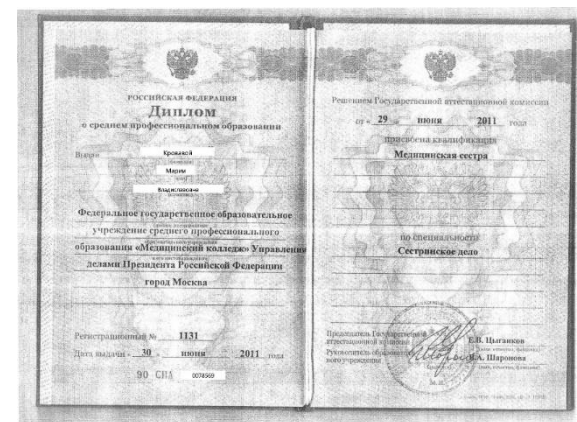 РОССИЙСКАЯ ФЕДЕРАЦИЯ
Диплом
о среднем профессиональном образовании
Выдан
Кровавой
Марии
Владиславовне
Федеральное государственное образовательное
учреждение среднего профессионального
образования «Медицинский колледж» Управления
делами Президента Российской Федерации
город Москва
Регистрационный № 1131
Дата выдачи « 30 » июня 2011 года
90 СПА 0074569
Решением Государственной аттестационной комиссии
от « 29 » июня 2011 года
присвоена квалификация
Медицинская сестра
по специальности
Сестринское дело
Председатель Государственной
аттестационной комиссии
Е.В. Цыганков
Руководитель образовательного учреждения
И.А. Шаронова
М.П.